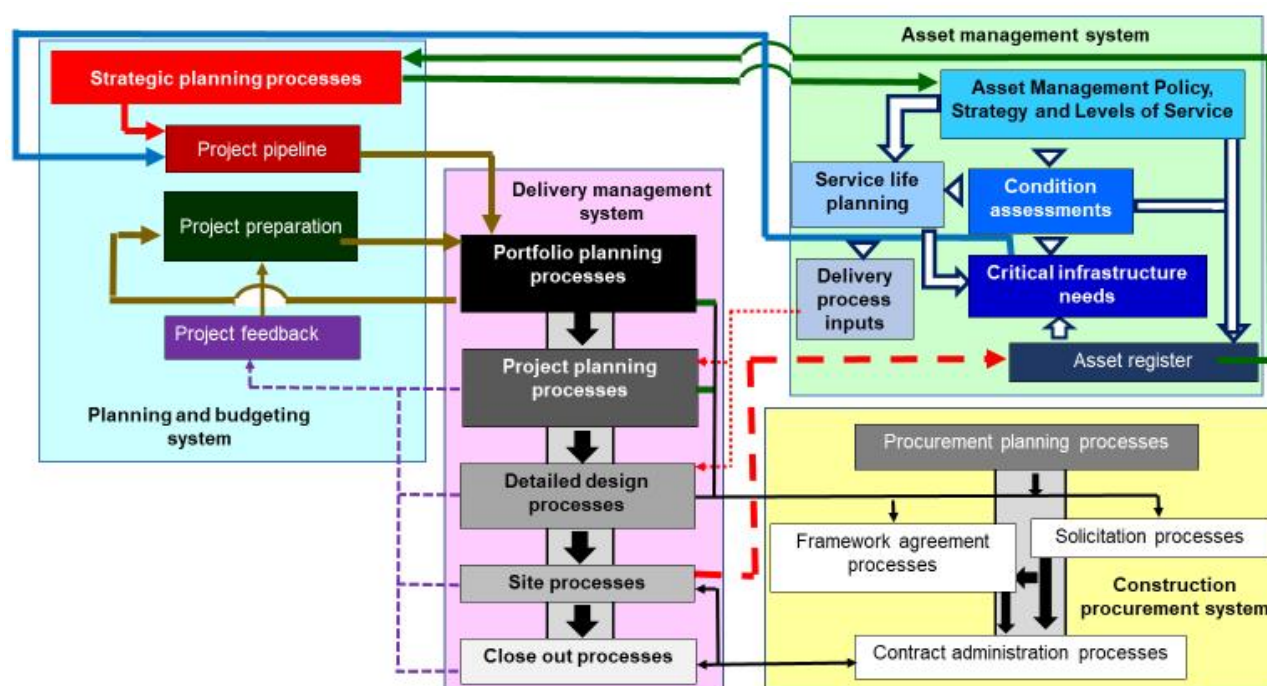 Strategic planning processes
Project pipeline
Project preparation
Project feedback
Planning and budgeting
system
Delivery management
system
Portfolio planning
processes
Project planning
processes
Detailed design
processes
Site processes
Close out processes
Asset management system
Asset Management Policy,
Strategy and Levels of Service
Service life
planning
Condition
assessments
Delivery
process
inputs
Critical infrastructure
needs
Asset register
Procurement planning processes
Framework agreement
processes
Solicitation processes
Construction
procurement system
Contract administration processes